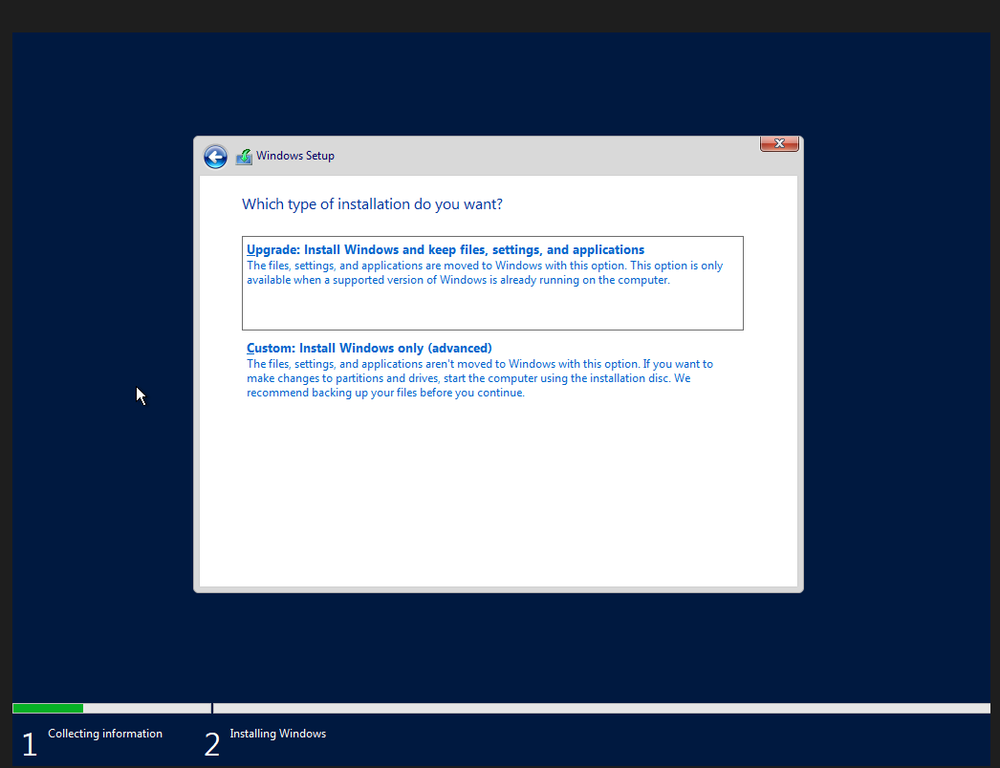 Windows Setup
Which type of installation do you want?
Upgrade: Install Windows and keep files, settings, and applications
The files, settings, and applications are moved to Windows with this option. This option is only
available when a supported version of Windows is already running on the computer.
Custom: Install Windows only (advanced)
The files, settings, and applications aren't moved to Windows with this option. If you want to
make changes to partitions and drives, start the computer using the installation disc. We
recommend backing up your files before you continue.
1 Collecting information
2 Installing Windows